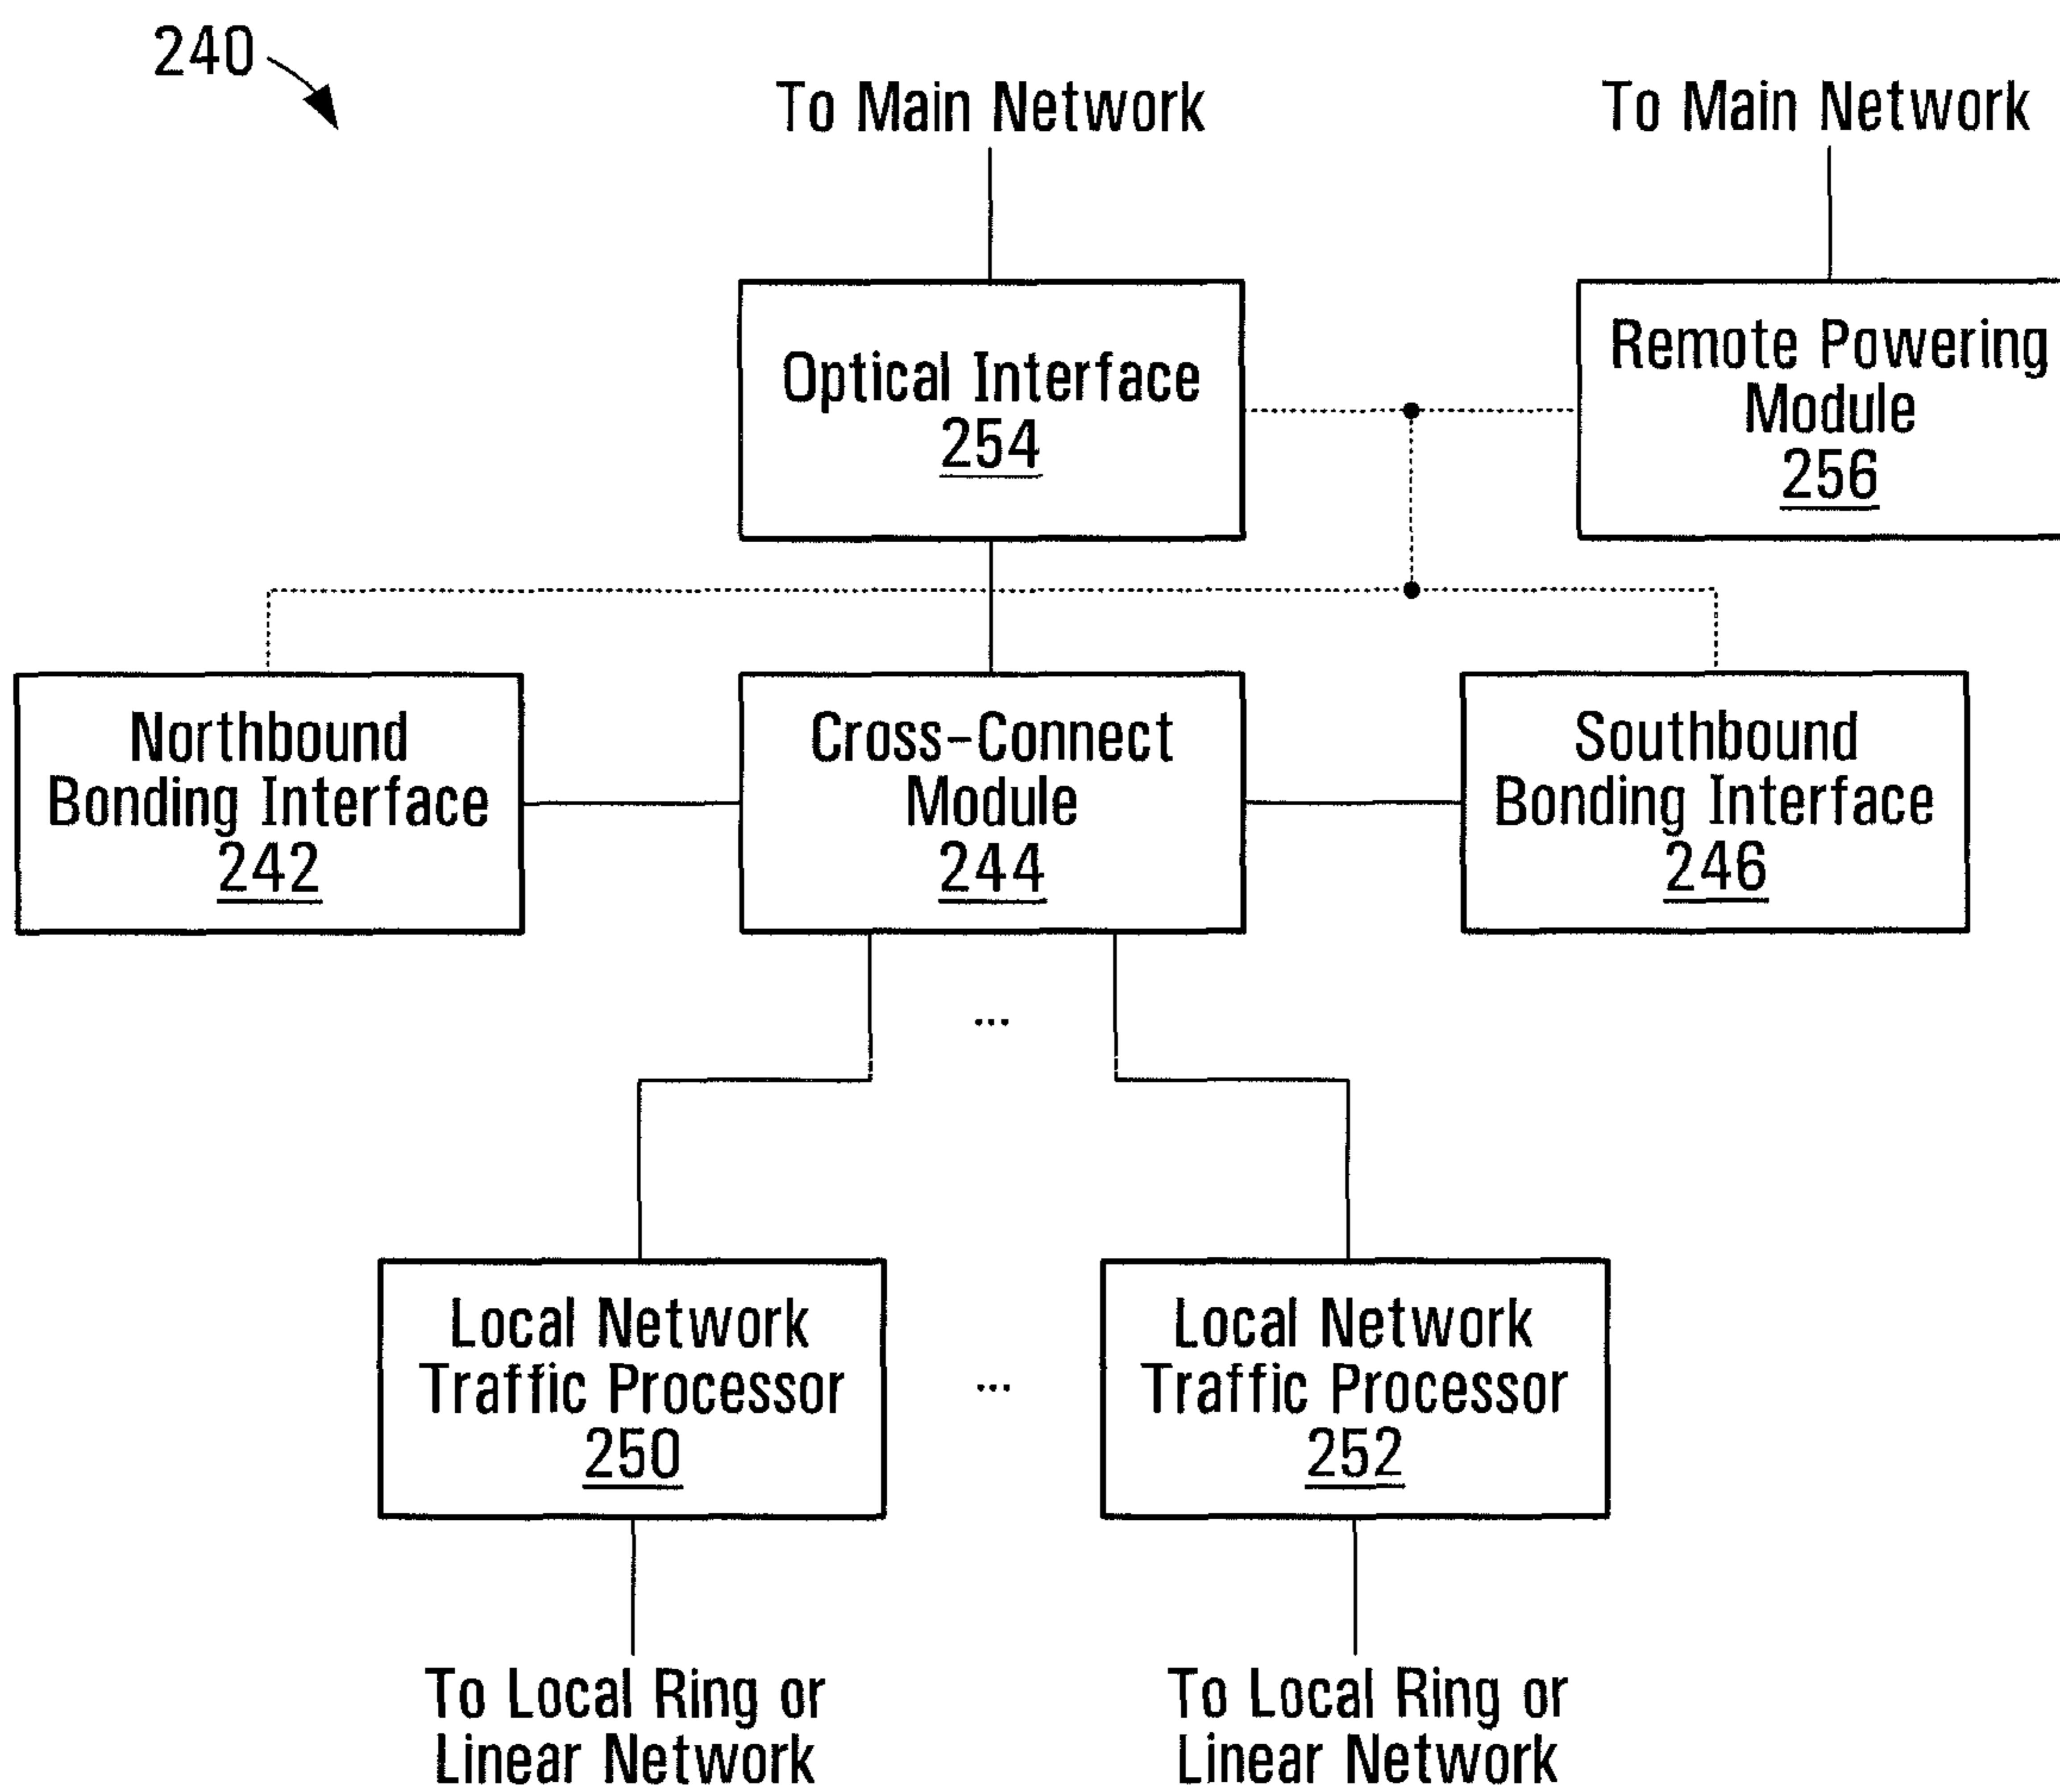 240
To Main Network
To Main Network
Optical Interface
254
Remote Powering
Module
256
Northbound
Bonding Interface
242
Cross-Connect
Module
244
Southbound
Bonding Interface
246
...
Local Network
Traffic Processor
250
...
Local Network
Traffic Processor
252
To Local Ring or
Linear Network
To Local Ring or
Linear Network